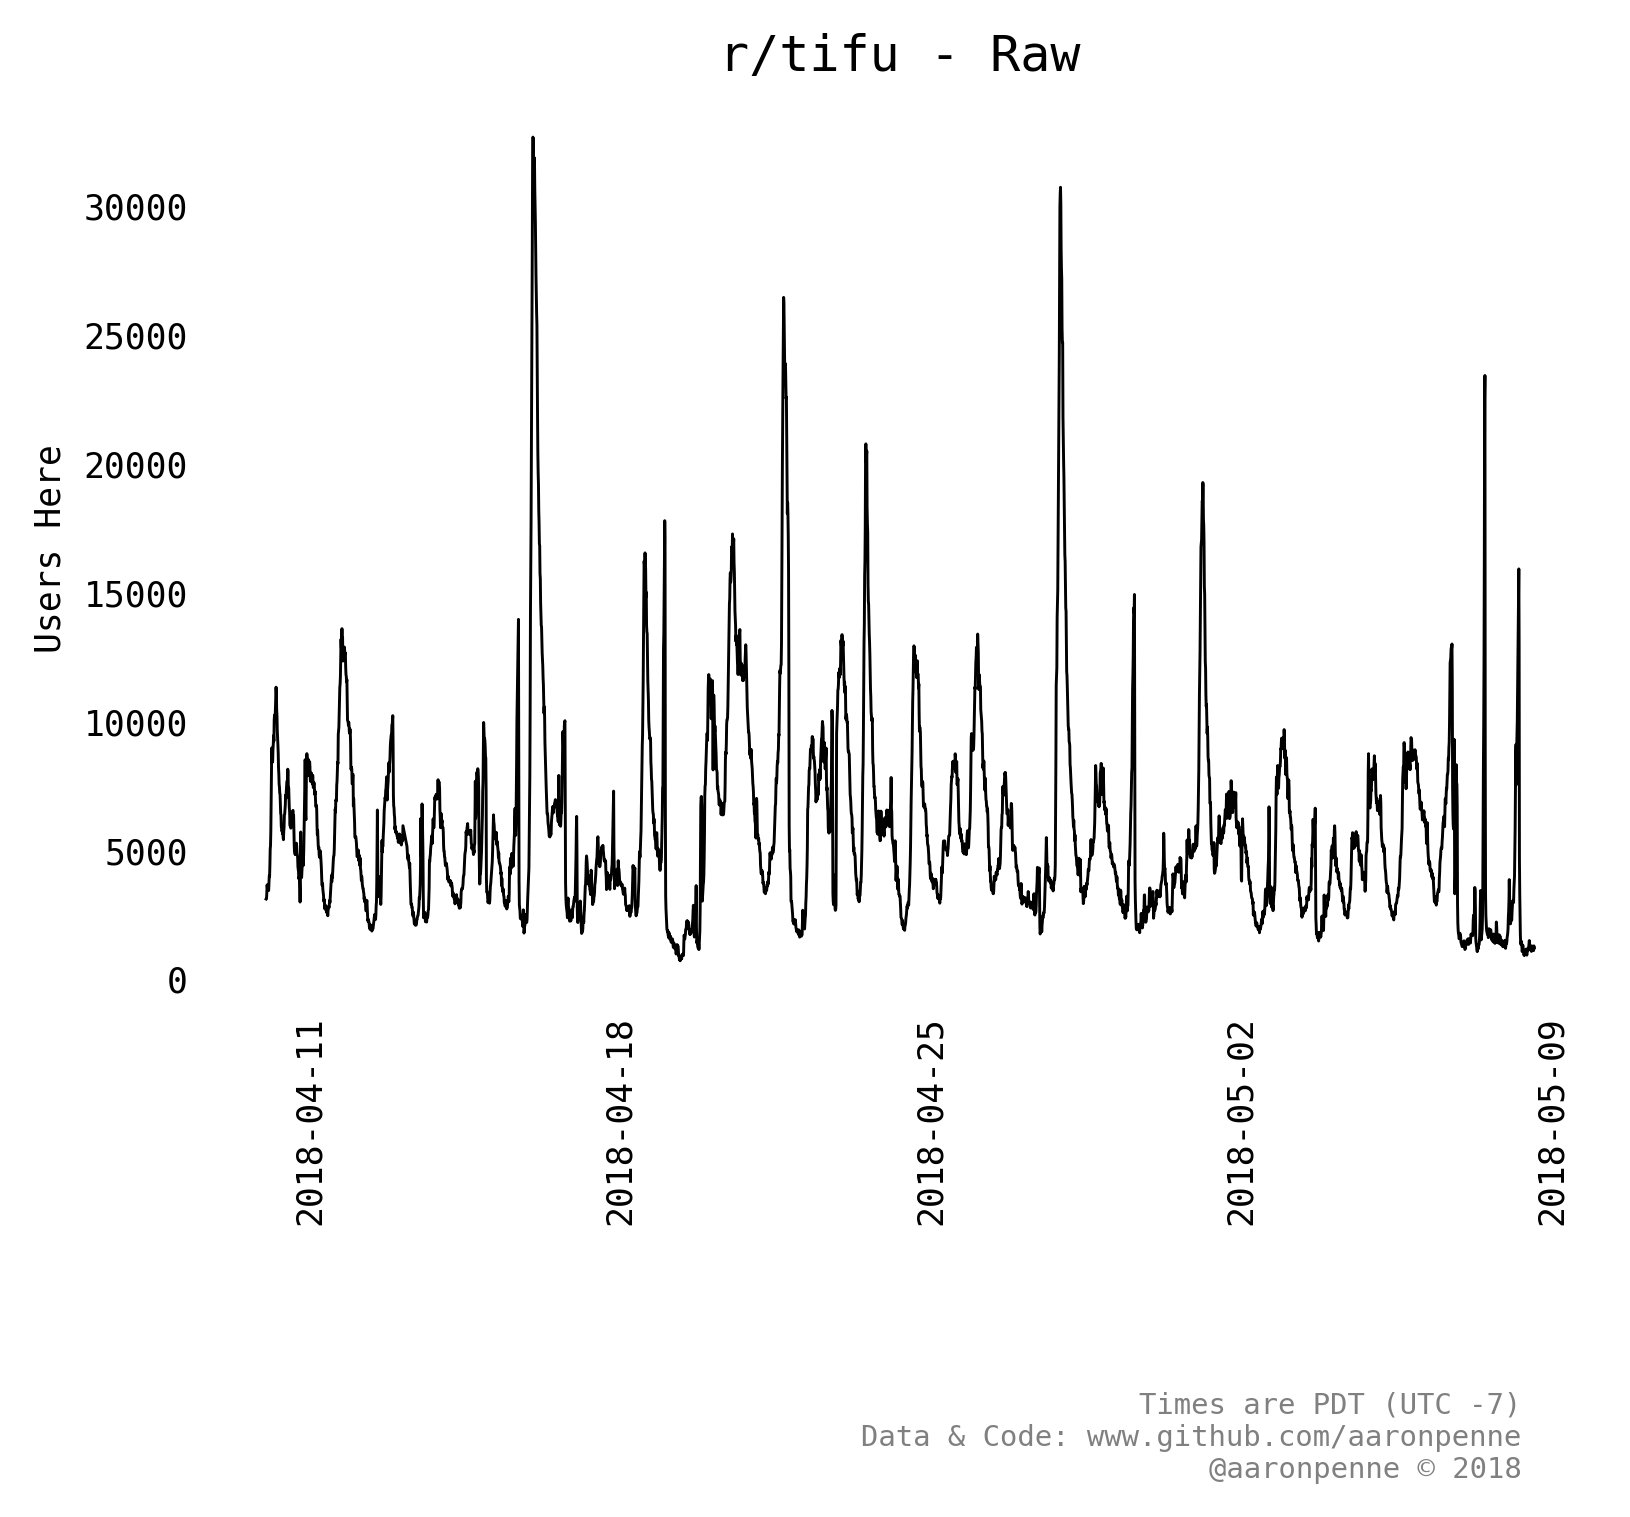 r/tifu - Raw
Users Here
30000
25000
20000
15000
10000
5000
0
2018-04-11
2018-04-18
2018-04-25
2018-05-02
2018-05-09
Times are PDT (UTC -7)
Data & Code: www.github.com/aaronpenne
@aaronpenne © 2018